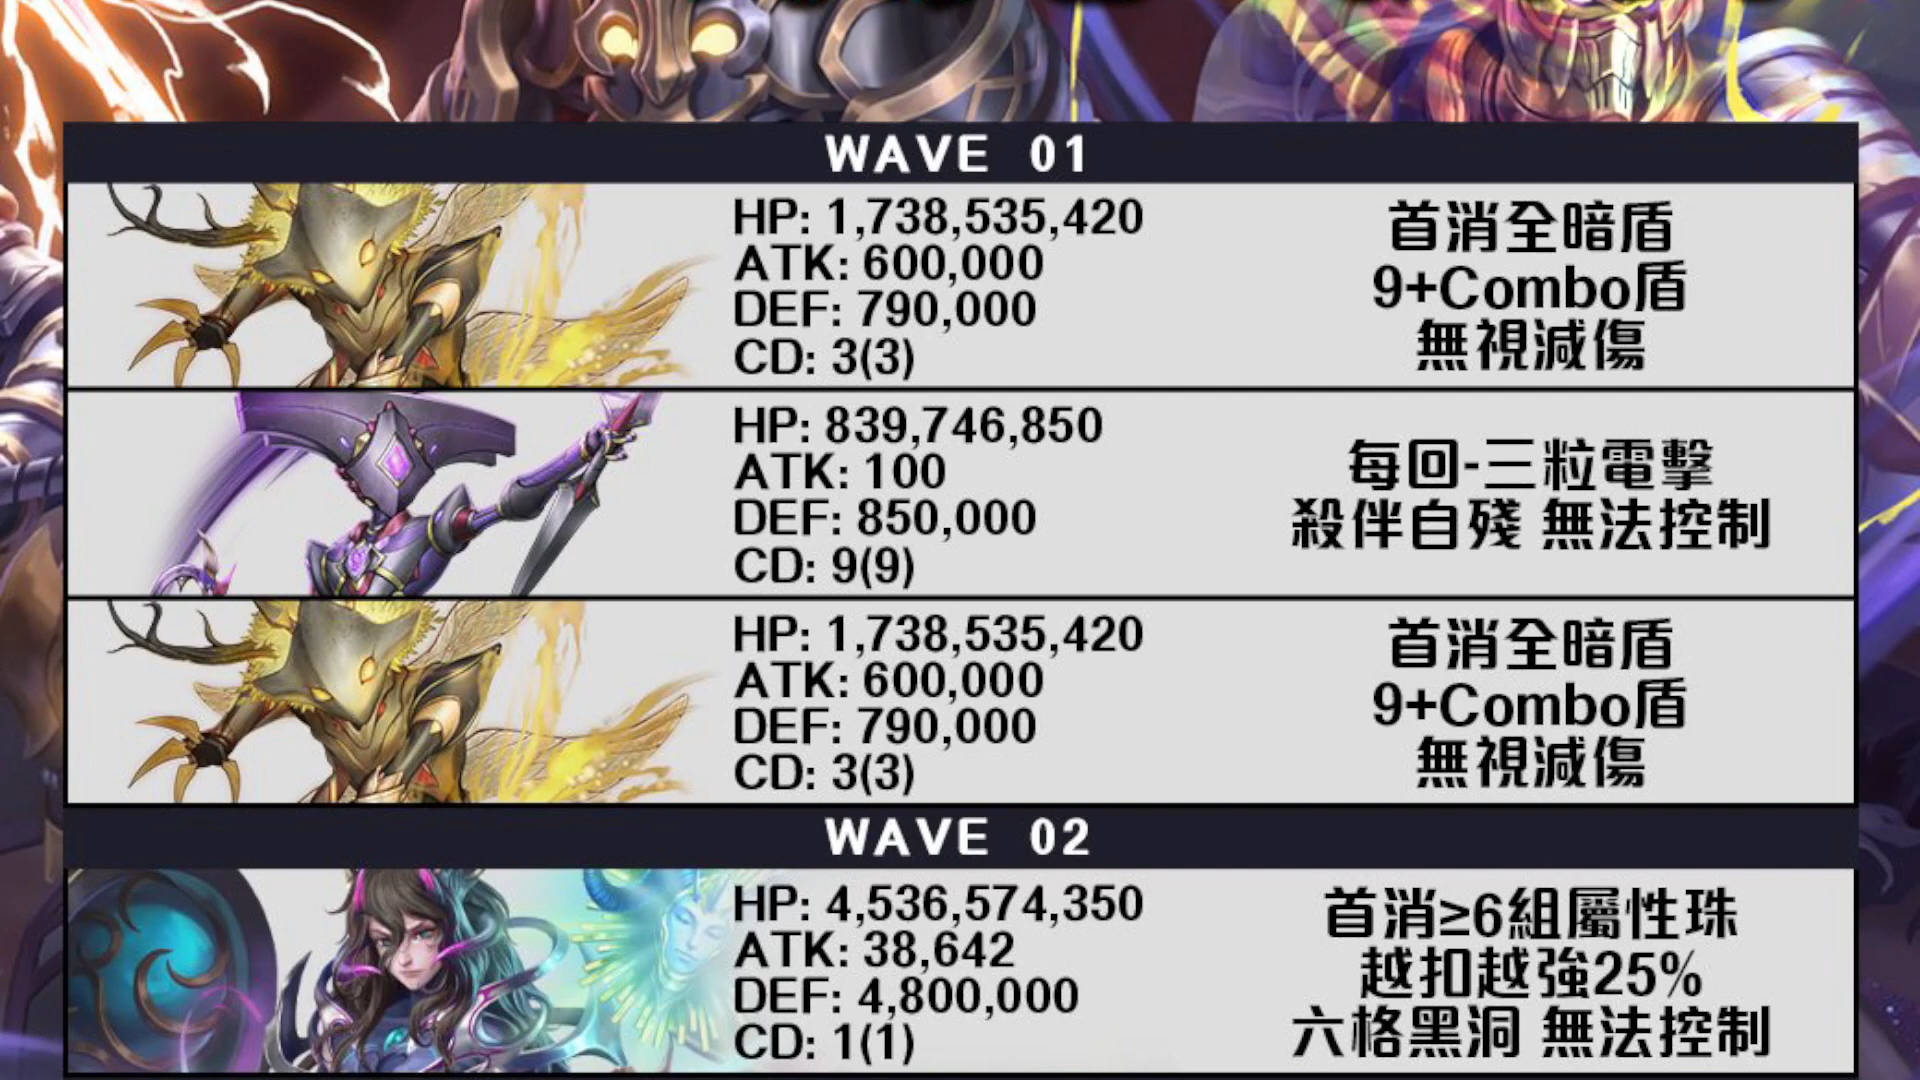 WAVE 01
HP: 1,738,535,420
ATK: 600,000
DEF: 790,000
CD: 3(3)
首消全暗盾
9+Combo盾
無視減傷
HP: 839,746,850
ATK: 100
DEF: 850,000
CD: 9(9)
每回-三粒電擊
殺伴自殘 無法控制
HP: 1,738,535,420
ATK: 600,000
DEF: 790,000
CD: 3(3)
首消全暗盾
9+Combo盾
無視減傷
WAVE 02
HP: 4,536,574,350
ATK: 38,642
DEF: 4,800,000
CD: 1(1)
首消≥6組屬性珠
越扣越強25%
六格黑洞 無法控制